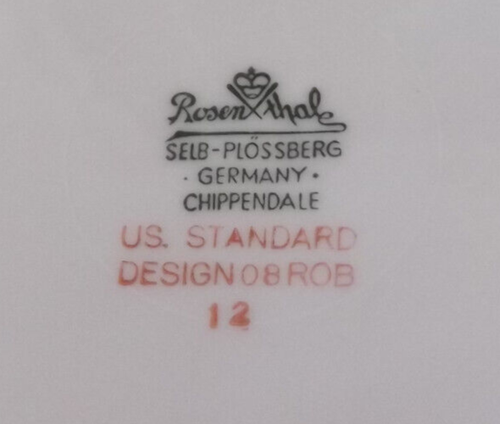 Rosenthal
SELB-PLÖSSBERG
· GERMANY ·
CHIPPENDALE
US. STANDARD
DESIGN 08 ROB
12